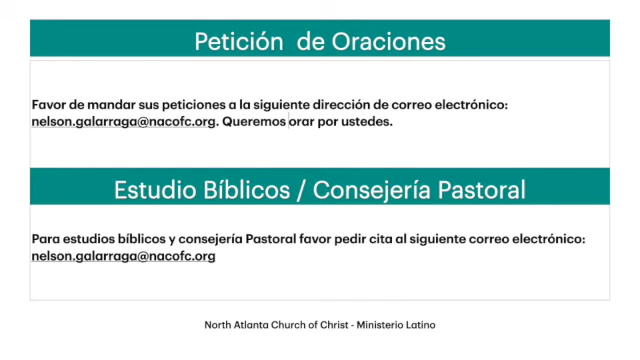 Petición de Oraciones
Favor de mandar sus peticiones a la siguiente dirección de correo electrónico:
nelson.galarraga@nacofc.org. Queremos orar por ustedes.
Estudio Bíblicos / Consejería Pastoral
Para estudios bíblicos y consejería Pastoral favor pedir cita al siguiente correo electrónico:
nelson.galarraga@nacofc.org
North Atlanta Church of Christ - Ministerio Latino